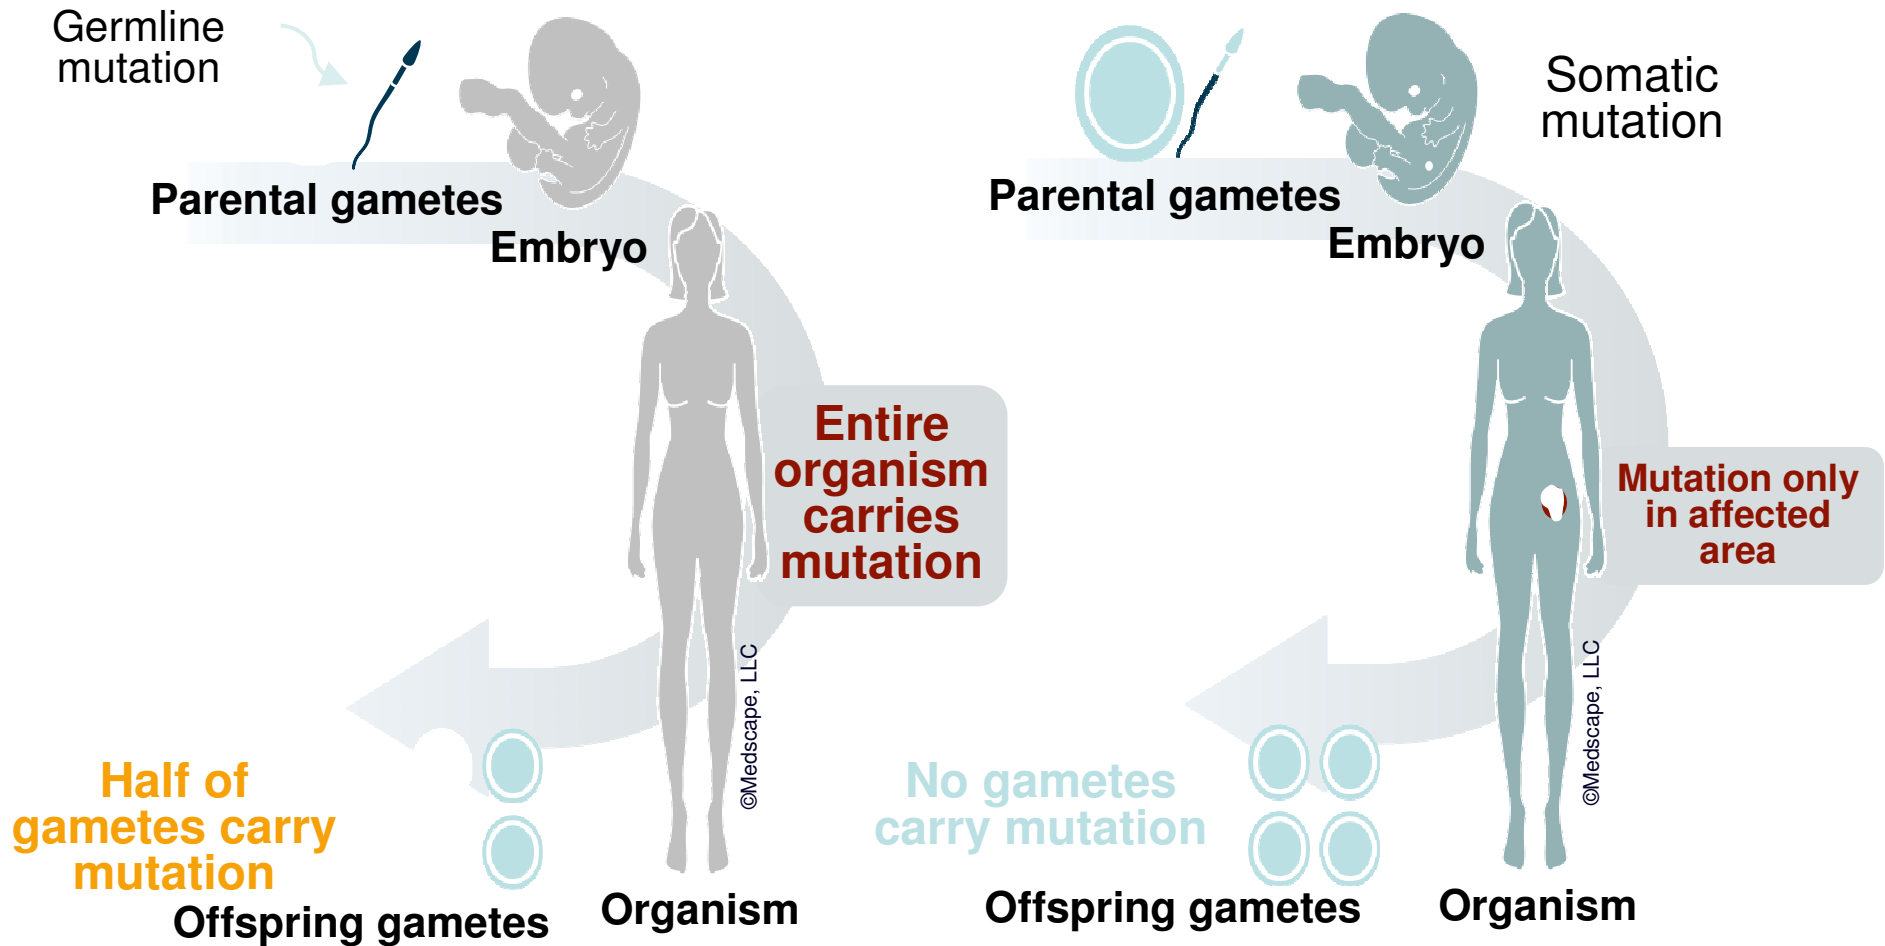 Germline
mutation
Parental gametes
Embryo
Entire
organism
carries
mutation
©Medscape, LLC
Half of
gametes carry
mutation
Offspring gametes
Organism
Somatic
mutation
Parental gametes
Embryo
Mutation only
in affected
area
©Medscape, LLC
No gametes
carry mutation
Offspring gametes
Organism